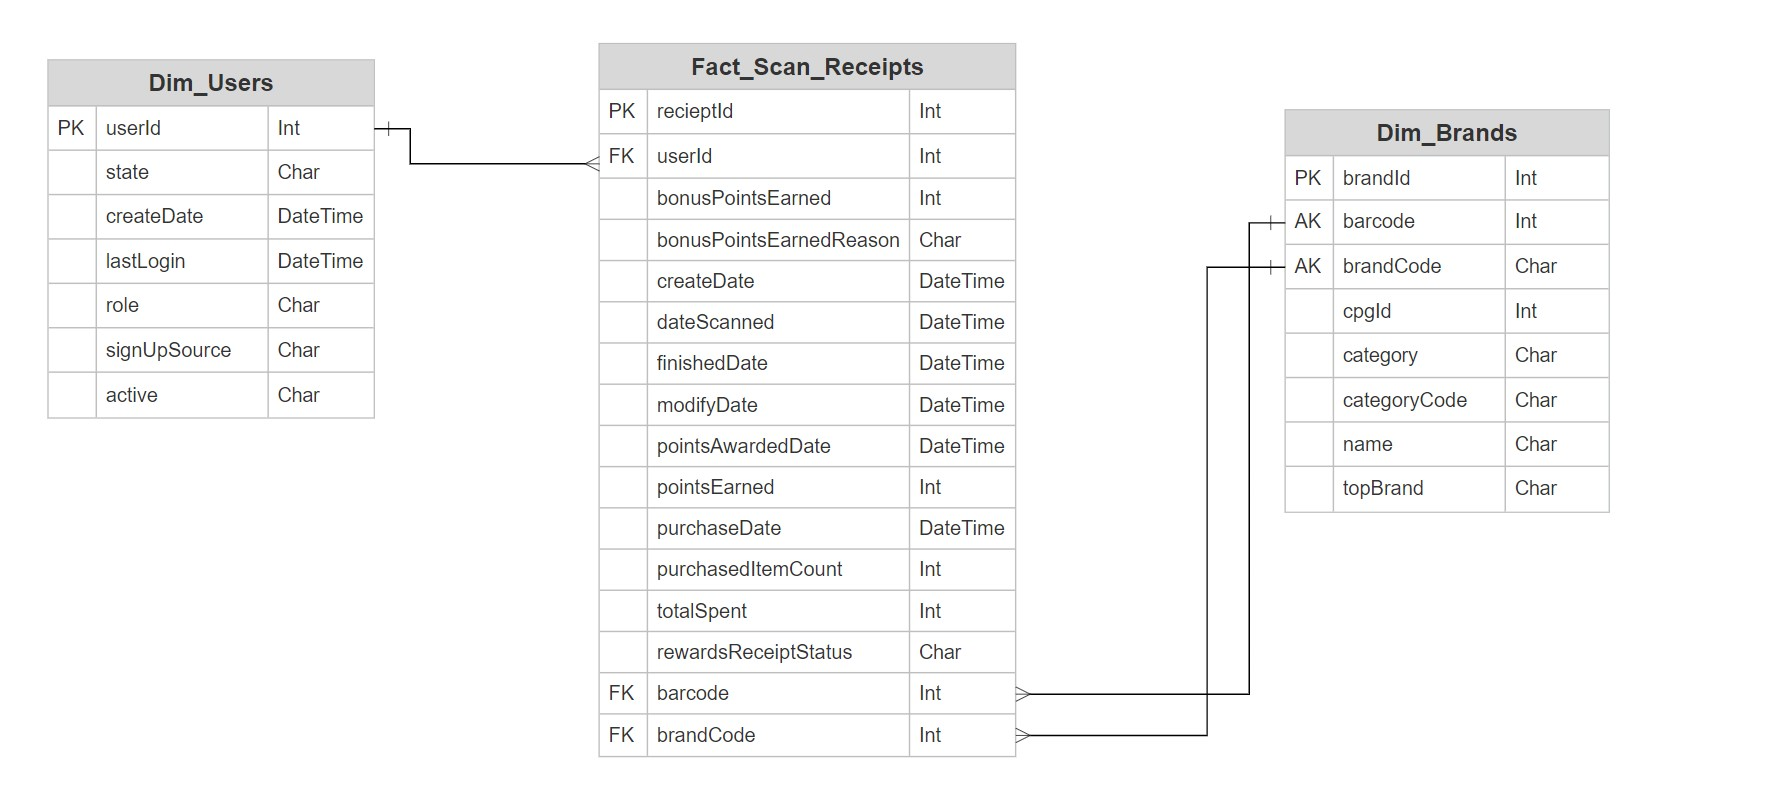 Dim_Users
PK userId Int
state Char
createDate DateTime
lastLogin DateTime
role Char
signUpSource Char
active Char
Fact_Scan_Receipts
PK recieptId Int
FK userId Int
bonusPointsEarned Int
bonusPointsEarnedReason Char
createDate DateTime
dateScanned DateTime
finishedDate DateTime
modifyDate DateTime
pointsAwardedDate DateTime
pointsEarned Int
purchaseDate DateTime
purchasedItemCount Int
totalSpent Int
rewardsReceiptStatus Char
FK barcode Int
FK brandCode Int
Dim_Brands
PK brandId Int
AK barcode Int
AK brandCode Char
cpgId Int
category Char
categoryCode Char
name Char
topBrand Char